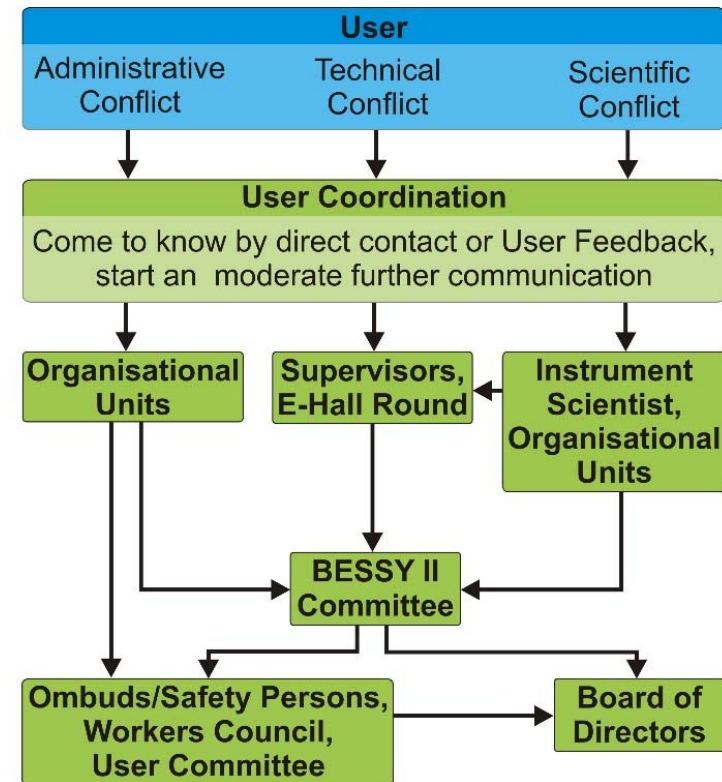 User
Administrative
Conflict
Technical
Conflict
Scientific
Conflict
User Coordination
Come to know by direct contact or User Feedback,
start an moderate further communication
Organisational
Units
Supervisors,
E-Hall Round
Instrument
Scientist,
Organisational
Units
BESSY II
Committee
Ombuds/Safety Persons,
Workers Council,
User Committee
Board of
Directors